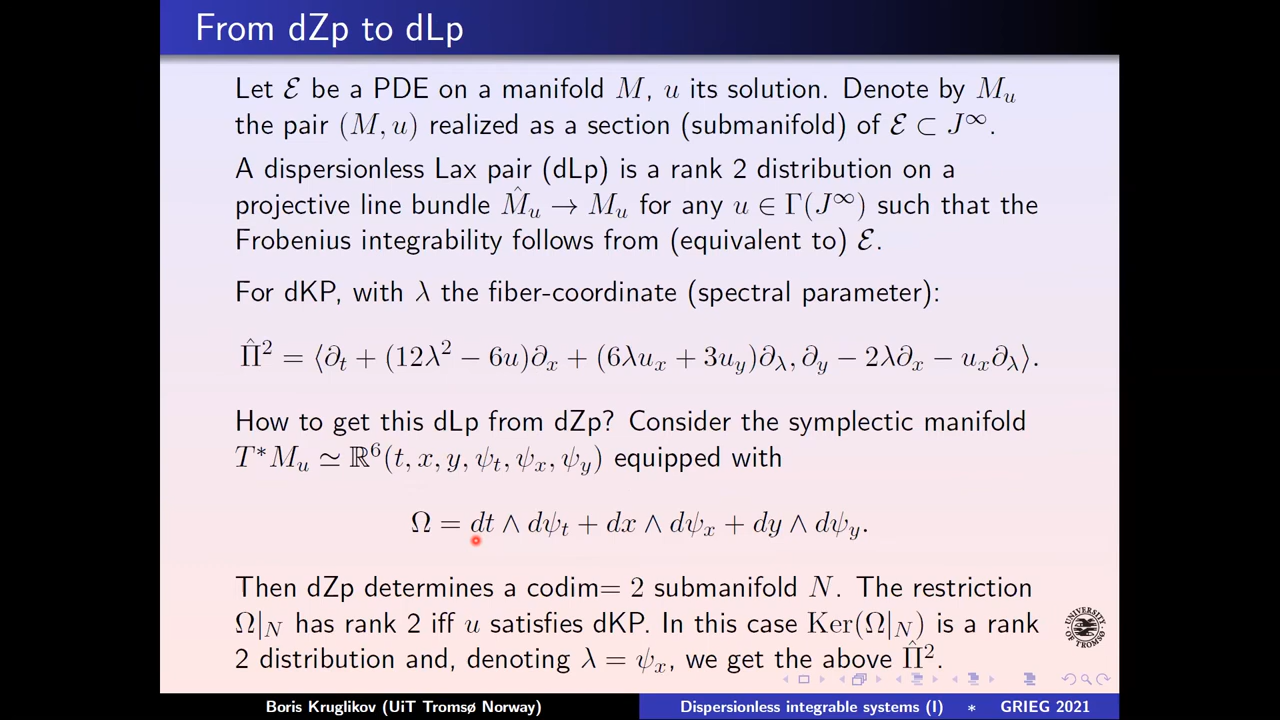 From dZp to dLp
Let ℰ be a PDE on a manifold M, u its solution. Denote by M_u
the pair (M, u) realized as a section (submanifold) of ℰ ⊂ J^∞.
A dispersionless Lax pair (dLp) is a rank 2 distribution on a
projective line bundle M̂_u → M_u for any u ∈ Γ(J^∞) such that the
Frobenius integrability follows from (equivalent to) ℰ.
For dKP, with λ the fiber-coordinate (spectral parameter):
Π̂² = ⟨∂_t + (12λ² − 6u)∂_x + (6λu_x + 3u_y)∂_λ, ∂_y − 2λ∂_x − u_x∂_λ⟩.
How to get this dLp from dZp? Consider the symplectic manifold
T*M_u ≃ ℝ⁶(t, x, y, ψ_t, ψ_x, ψ_y) equipped with
Ω = dt ∧ dψ_t + dx ∧ dψ_x + dy ∧ dψ_y.
Then dZp determines a codim= 2 submanifold N. The restriction
Ω|_N has rank 2 iff u satisfies dKP. In this case Ker(Ω|_N) is a rank
2 distribution and, denoting λ = ψ_x, we get the above Π̂².
UNIVERSITY OF TROMSØ
Boris Kruglikov (UiT Tromsø Norway)
Dispersionless integrable systems (I) * GRIEG 2021